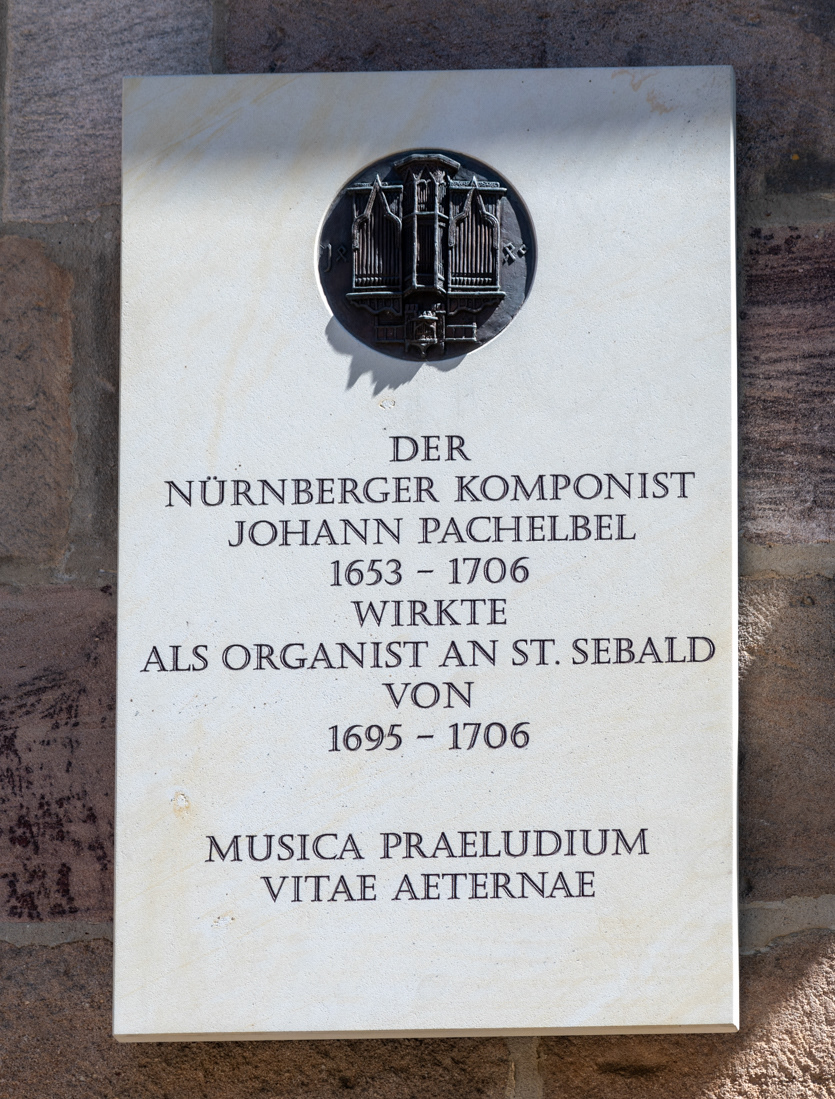 DER
NÜRNBERGER KOMPONIST
JOHANN PACHELBEL
1653 – 1706
WIRKTE
ALS ORGANIST AN ST. SEBALD
VON
1695 – 1706
MUSICA PRAELUDIUM
VITAE AETERNAE